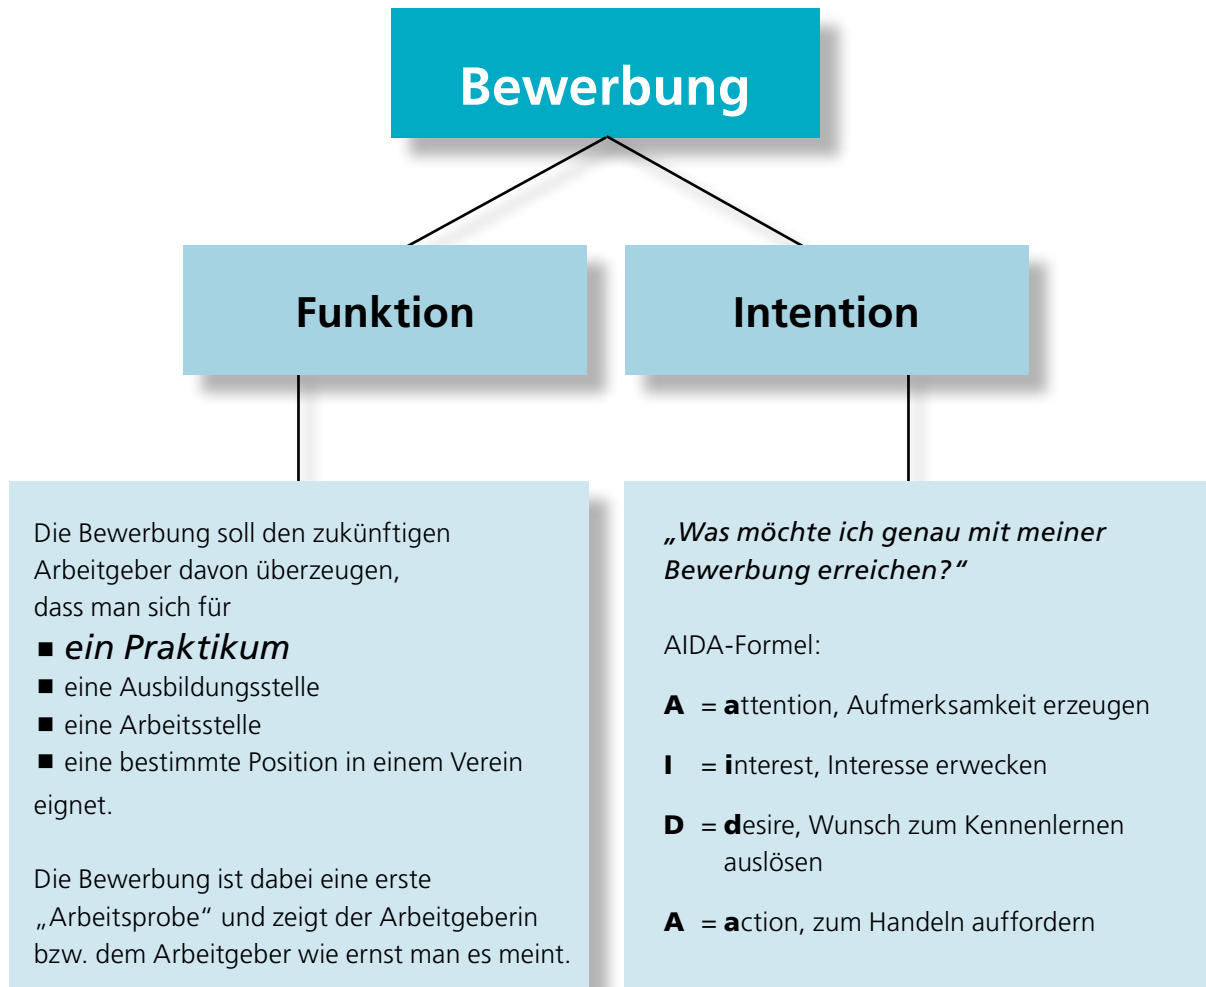 Bewerbung
Funktion
Intention
Die Bewerbung soll den zukünftigen
Arbeitgeber davon überzeugen,
dass man sich für
■ ein Praktikum
■ eine Ausbildungsstelle
■ eine Arbeitsstelle
■ eine bestimmte Position in einem Verein
eignet.
Die Bewerbung ist dabei eine erste
„Arbeitsprobe“ und zeigt der Arbeitgeberin
bzw. dem Arbeitgeber wie ernst man es meint.
„Was möchte ich genau mit meiner
Bewerbung erreichen?“
AIDA-Formel:
A = attention, Aufmerksamkeit erzeugen
I = interest, Interesse erwecken
D = desire, Wunsch zum Kennenlernen
auslösen
A = action, zum Handeln auffordern